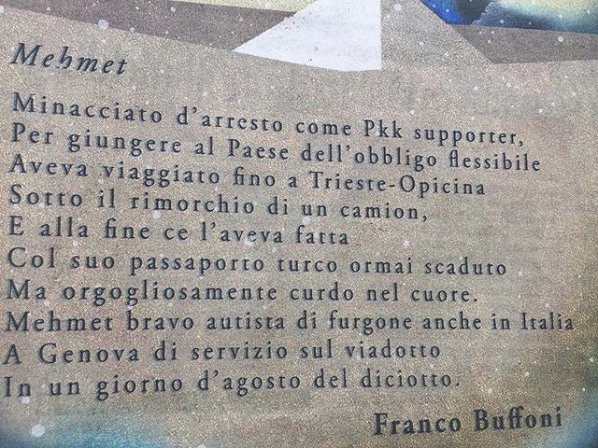 Mehmet
Minacciato d'arresto come Pkk supporter,
Per giungere al Paese dell'obbligo flessibile
Aveva viaggiato fino a Trieste-Opicina
Sotto il rimorchio di un camion,
E alla fine ce l'aveva fatta
Col suo passaporto turco ormai scaduto
Ma orgogliosamente curdo nel cuore.
Mehmet bravo autista di furgone anche in Italia
A Genova di servizio sul viadotto
In un giorno d'agosto del diciotto.
Franco Buffoni